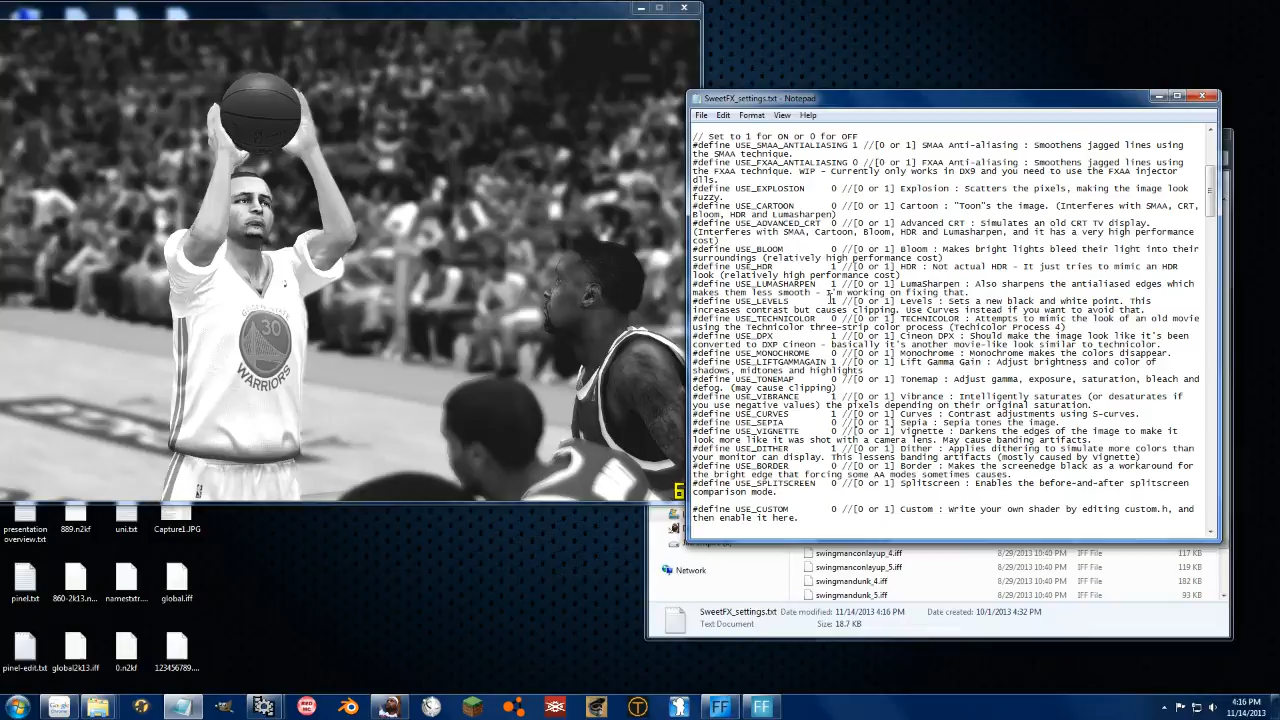 GOLDEN STATE
30
WARRIORS
SweetFX_settings.txt - Notepad
File Edit Format View Help
// Set to 1 for ON or 0 for OFF
#define USE_SMAA_ANTIALIASING 1 //[0 or 1] SMAA Anti-aliasing : Smoothens jagged lines using
the SMAA technique.
#define USE_FXAA_ANTIALIASING 0 //[0 or 1] FXAA Anti-aliasing : Smoothens jagged lines using
the FXAA technique. WIP - Currently only works in DX9 and you need to use the FXAA injector
dlls.
#define USE_EXPLOSION 0 //[0 or 1] Explosion : Scatters the pixels, making the image look
fuzzy.
#define USE_CARTOON 0 //[0 or 1] Cartoon : "Toon"s the image. (Interferes with SMAA, CRT,
Bloom, HDR and Lumasharpen)
#define USE_ADVANCED_CRT 0 //[0 or 1] Advanced CRT : Simulates an old CRT TV display.
(Interferes with SMAA, Cartoon, Bloom, HDR and Lumasharpen, and it has a very high performance
cost)
#define USE_BLOOM 0 //[0 or 1] Bloom : Makes bright lights bleed their light into their
surroundings (relatively high performance cost)
#define USE_HDR 1 //[0 or 1] HDR : Not actual HDR - It just tries to mimic an HDR
look (relatively high performance cost)
#define USE_LUMASHARPEN 1 //[0 or 1] LumaSharpen : Also sharpens the antialiased edges which
makes them less smooth - I'm working on fixing that.
#define USE_LEVELS 1 //[0 or 1] Levels : Sets a new black and white point. This
increases contrast but causes clipping. Use Curves instead if you want to avoid that.
#define USE_TECHNICOLOR 0 //[0 or 1] TECHNICOLOR : Attempts to mimic the look of an old movie
using the Technicolor three-strip color process (Techicolor Process 4)
#define USE_DPX 1 //[0 or 1] Cineon DPX : Should make the image look like it's been
converted to DXP Cineon - basically it's another movie-like look similar to technicolor.
#define USE_MONOCHROME 0 //[0 or 1] Monochrome : Monochrome makes the colors disappear.
#define USE_LIFTGAMMAGAIN 1 //[0 or 1] Lift Gamma Gain : Adjust brightness and color of
shadows, midtones and highlights
#define USE_TONEMAP 0 //[0 or 1] Tonemap : Adjust gamma, exposure, saturation, bleach and
defog. (may cause clipping)
#define USE_VIBRANCE 1 //[0 or 1] Vibrance : Intelligently saturates (or desaturates if
you use negative values) the pixels depending on their original saturation.
#define USE_CURVES 0 //[0 or 1] Curves : Contrast adjustments using S-curves.
#define USE_SEPIA 0 //[0 or 1] Sepia : Sepia tones the image.
#define USE_VIGNETTE 0 //[0 or 1] Vignette : Darkens the edges of the image to make it
look more like it was shot with a camera lens. May cause banding artifacts.
#define USE_DITHER 1 //[0 or 1] Dither : Applies dithering to simulate more colors than
your monitor can display. This lessens banding artifacts (mostly caused by Vignette)
#define USE_BORDER 0 //[0 or 1] Border : Makes the screenedge black as a workaround for
the bright edge that forcing some AA modes sometimes causes.
#define USE_SPLITSCREEN 0 //[0 or 1] Splitscreen : Enables the before-and-after splitscreen
comparison mode.
#define USE_CUSTOM 0 //[0 or 1] Custom : Write your own shader by editing custom.h, and
then enable it here.
6
presentation overview.txt 889.n2kf uni.txt Capture1.JPG
pinel.txt 860-2k13.n... namestxtr.... global.iff
pinel-edit.txt global2k13.iff 0.n2kf 123456789....
Network
swingmanconlayup_4.iff 8/29/2013 10:40 PM IFF File 117 KB
swingmanconlayup_5.iff 8/29/2013 10:40 PM IFF File 119 KB
swingmandunk_4.iff 8/29/2013 10:40 PM IFF File 182 KB
swingmandunk_5.iff 8/29/2013 10:40 PM IFF File 93 KB
SweetFX_settings.txt Date modified: 11/14/2013 4:16 PM Date created: 10/1/2013 4:32 PM
Text Document Size: 18.7 KB
Google
RED MC
FF
FF
4:16 PM
11/14/2013